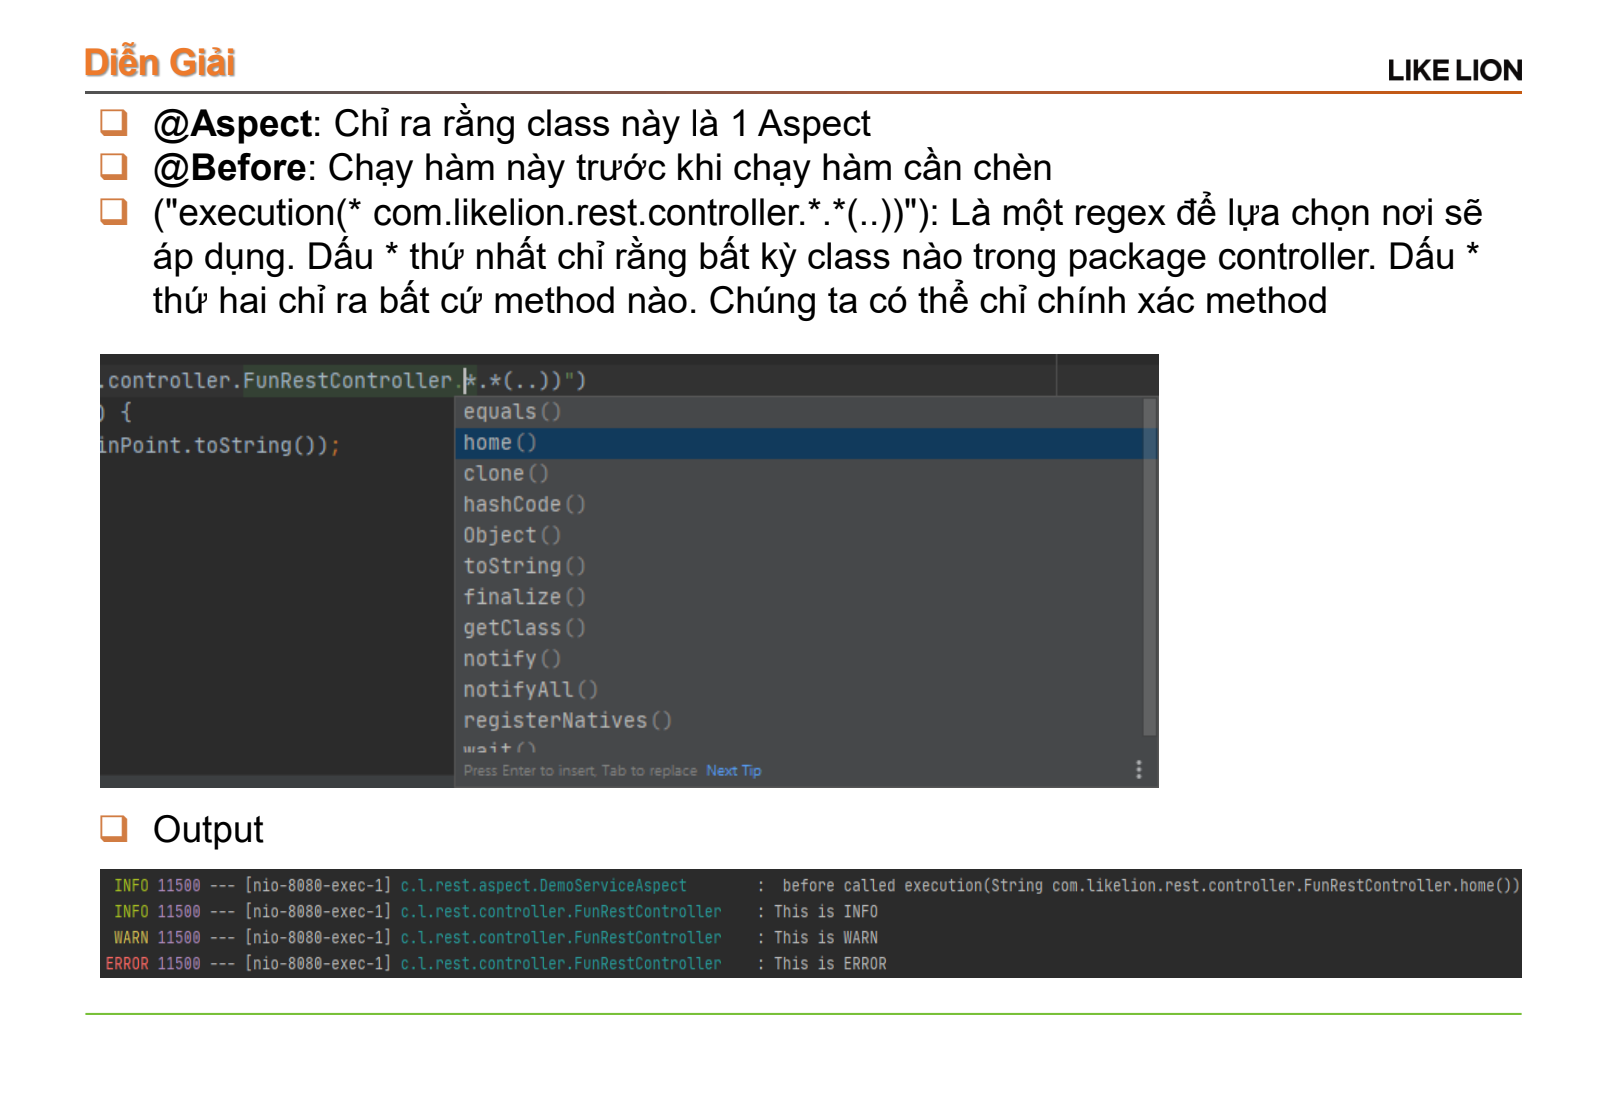 Diễn Giải
LIKE LION
@Aspect: Chỉ ra rằng class này là 1 Aspect
@Before: Chạy hàm này trước khi chạy hàm cần chèn
("execution(* com.likelion.rest.controller.*.*(..))"): Là một regex để lựa chọn nơi sẽ
áp dụng. Dấu * thứ nhất chỉ rằng bất kỳ class nào trong package controller. Dấu *
thứ hai chỉ ra bất cứ method nào. Chúng ta có thể chỉ chính xác method
.controller.FunRestController.*.*(..))")
) {
inPoint.toString());
equals()
home()
clone()
hashCode()
Object()
toString()
finalize()
getClass()
notify()
notifyAll()
registerNatives()
wait()
Press Enter to insert, Tab to replace Next Tip
Output
INFO 11500 --- [nio-8080-exec-1] c.l.rest.aspect.DemoServiceAspect : before called execution(String com.likelion.rest.controller.FunRestController.home())
INFO 11500 --- [nio-8080-exec-1] c.l.rest.controller.FunRestController : This is INFO
WARN 11500 --- [nio-8080-exec-1] c.l.rest.controller.FunRestController : This is WARN
ERROR 11500 --- [nio-8080-exec-1] c.l.rest.controller.FunRestController : This is ERROR